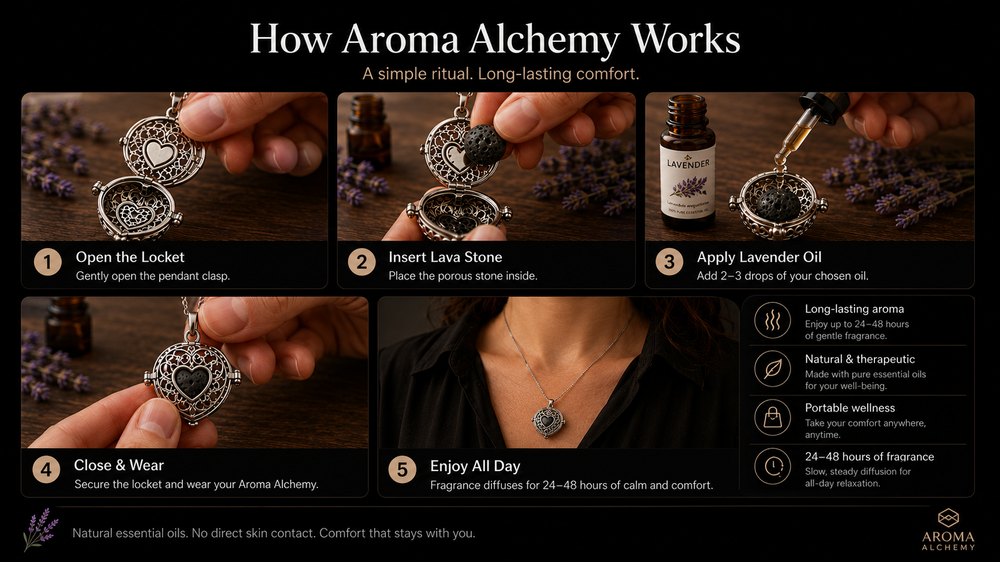 How Aroma Alchemy Works
A simple ritual. Long-lasting comfort.
LAVENDER
100% PURE ESSENTIAL OIL
1
Open the Locket
Gently open the pendant clasp.
2
Insert Lava Stone
Place the porous stone inside.
3
Apply Lavender Oil
Add 2–3 drops of your chosen oil.
4
Close & Wear
Secure the locket and wear your Aroma Alchemy.
5
Enjoy All Day
Fragrance diffuses for 24–48 hours of calm and comfort.
Long-lasting aroma
Enjoy up to 24–48 hours
of gentle fragrance.
Natural & therapeutic
Made with pure essential oils
for your well-being.
Portable wellness
Take your comfort anywhere,
anytime.
24–48 hours of fragrance
Slow, steady diffusion for
all-day relaxation.
Natural essential oils. No direct skin contact. Comfort that stays with you.
AROMA
ALCHEMY